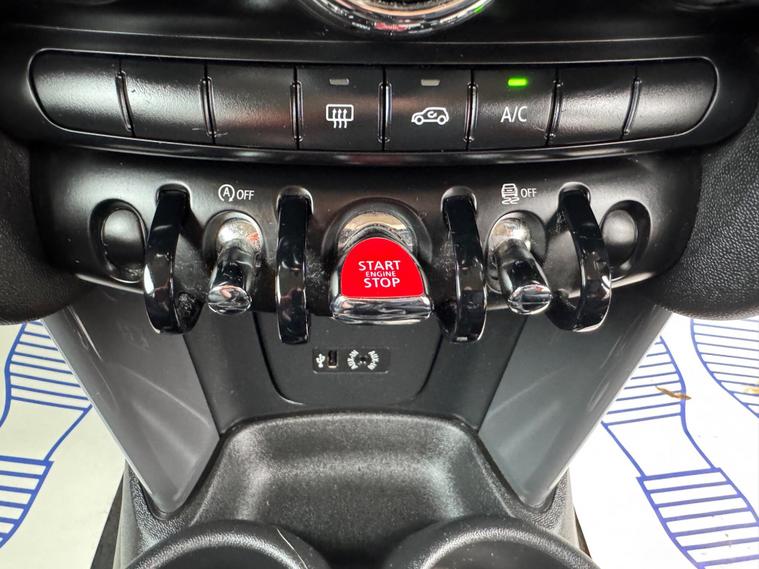 A/C
A OFF
OFF
START
ENGINE
STOP